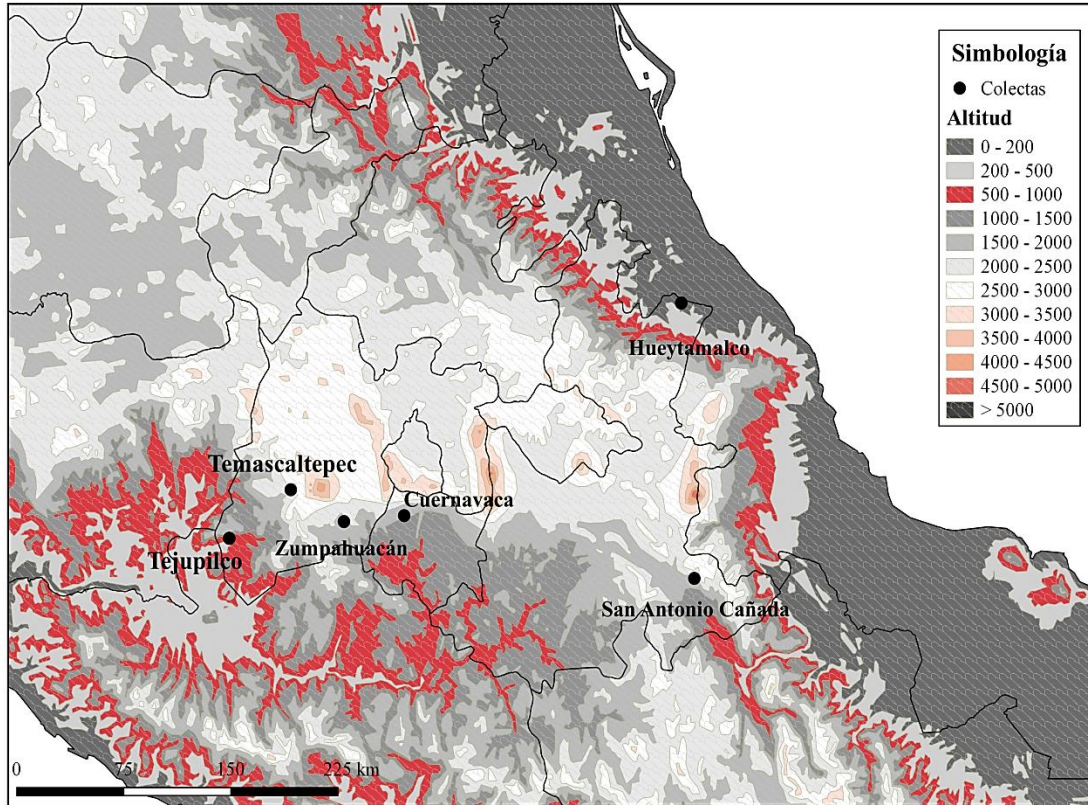 Simbología
Colectas
Altitud
0 - 200
200 - 500
500 - 1000
1000 - 1500
1500 - 2000
2000 - 2500
2500 - 3000
3000 - 3500
3500 - 4000
4000 - 4500
4500 - 5000
> 5000
Hueytamalco
Temascaltepec
Cuernavaca
Zumpahuacán
Tejupilco
San Antonio Cañada
0 75 150 225 km